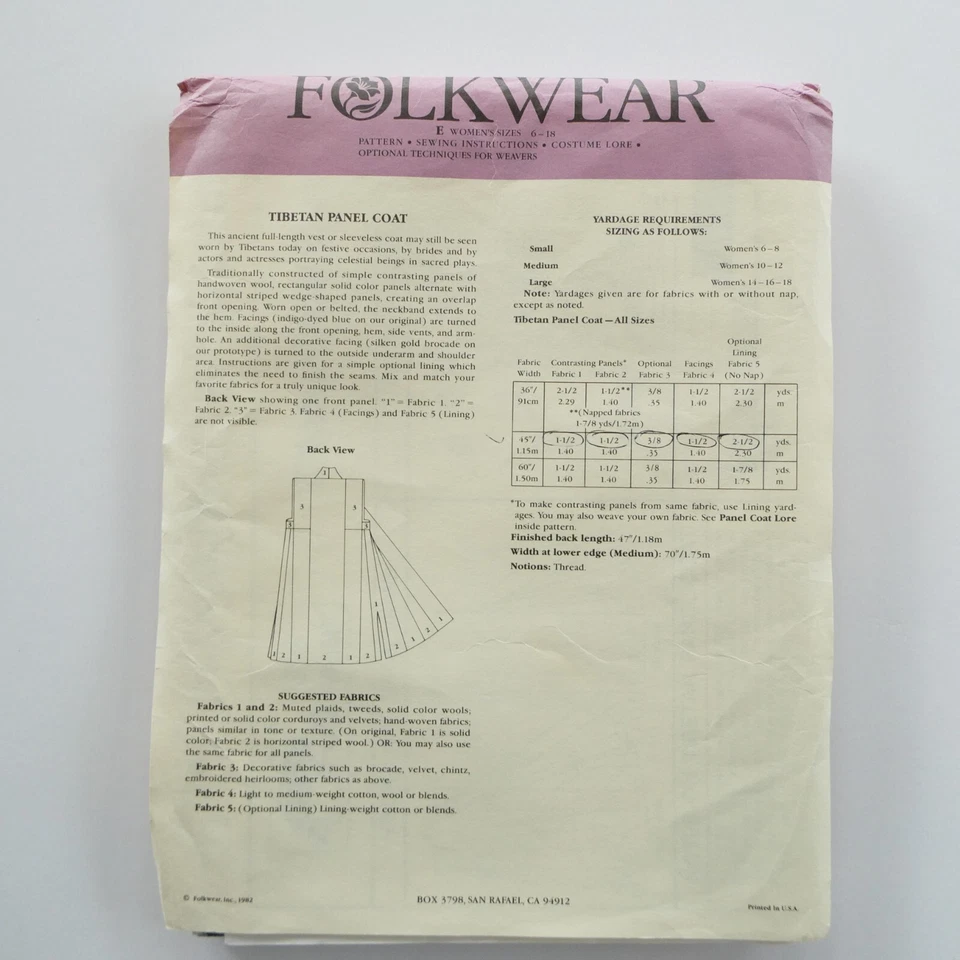 FOLKWEAR
E WOMEN'S SIZES 6–18
PATTERN • SEWING INSTRUCTIONS • COSTUME LORE •
OPTIONAL TECHNIQUES FOR WEAVERS
TIBETAN PANEL COAT
This ancient full-length vest or sleeveless coat may still be seen
worn by Tibetans today on festive occasions, by brides and by
actors and actresses portraying celestial beings in sacred plays.
Traditionally constructed of simple contrasting panels of
handwoven wool, rectangular solid color panels alternate with
horizontal striped wedge-shaped panels, creating an overlap
front opening. Worn open or belted, the neckband extends to
the hem. Facings (indigo-dyed blue on our original) are turned
to the inside along the front opening, hem, side vents, and arm-
hole. An additional decorative facing (silken gold brocade on
our prototype) is turned to the outside underarm and shoulder
area. Instructions are given for a simple optional lining which
eliminates the need to finish the seams. Mix and match your
favorite fabrics for a truly unique look.
Back View showing one front panel. "1" = Fabric 1. "2" =
Fabric 2. "3" = Fabric 3. Fabric 4 (Facings) and Fabric 5 (Lining)
are not visible.
Back View
1
3 3
3 3
1
1 2 1 2 1 2 2 1 2 1
SUGGESTED FABRICS
Fabrics 1 and 2: Muted plaids, tweeds, solid color wools;
printed or solid color corduroys and velvets; hand-woven fabrics;
panels similar in tone or texture. (On original, Fabric 1 is solid
color; Fabric 2 is horizontal striped wool.) OR: You may also use
the same fabric for all panels.
Fabric 3: Decorative fabrics such as brocade, velvet, chintz,
embroidered heirlooms; other fabrics as above.
Fabric 4: Light to medium-weight cotton, wool or blends.
Fabric 5: (Optional Lining) Lining-weight cotton or blends.
YARDAGE REQUIREMENTS
SIZING AS FOLLOWS:
Small Women's 6–8
Medium Women's 10–12
Large Women's 14–16–18
Note: Yardages given are for fabrics with or without nap,
except as noted.
Tibetan Panel Coat—All Sizes
Optional
Lining
Fabric Contrasting Panels* Optional Facings Fabric 5
Width Fabric 1 Fabric 2 Fabric 3 Fabric 4 (No Nap)
36"/ 2-1/2 1-1/2** 3/8 1-1/2 2-1/2 yds.
91cm 2.29 1.40 .35 1.40 2.30 m
**(Napped fabrics
1-7/8 yds/1.72m)
45"/ 1-1/2 1-1/2 3/8 1-1/2 2-1/2 yds.
1.15m 1.40 1.40 .35 1.40 2.30 m
60"/ 1-1/2 1-1/2 3/8 1-1/2 1-7/8 yds.
1.50m 1.40 1.40 .35 1.40 1.75 m
*To make contrasting panels from same fabric, use Lining yard-
ages. You may also weave your own fabric. See Panel Coat Lore
inside pattern.
Finished back length: 47"/1.18m
Width at lower edge (Medium): 70"/1.75m
Notions: Thread.
© Folkwear, Inc., 1982
BOX 3798, SAN RAFAEL, CA 94912
Printed in U.S.A.